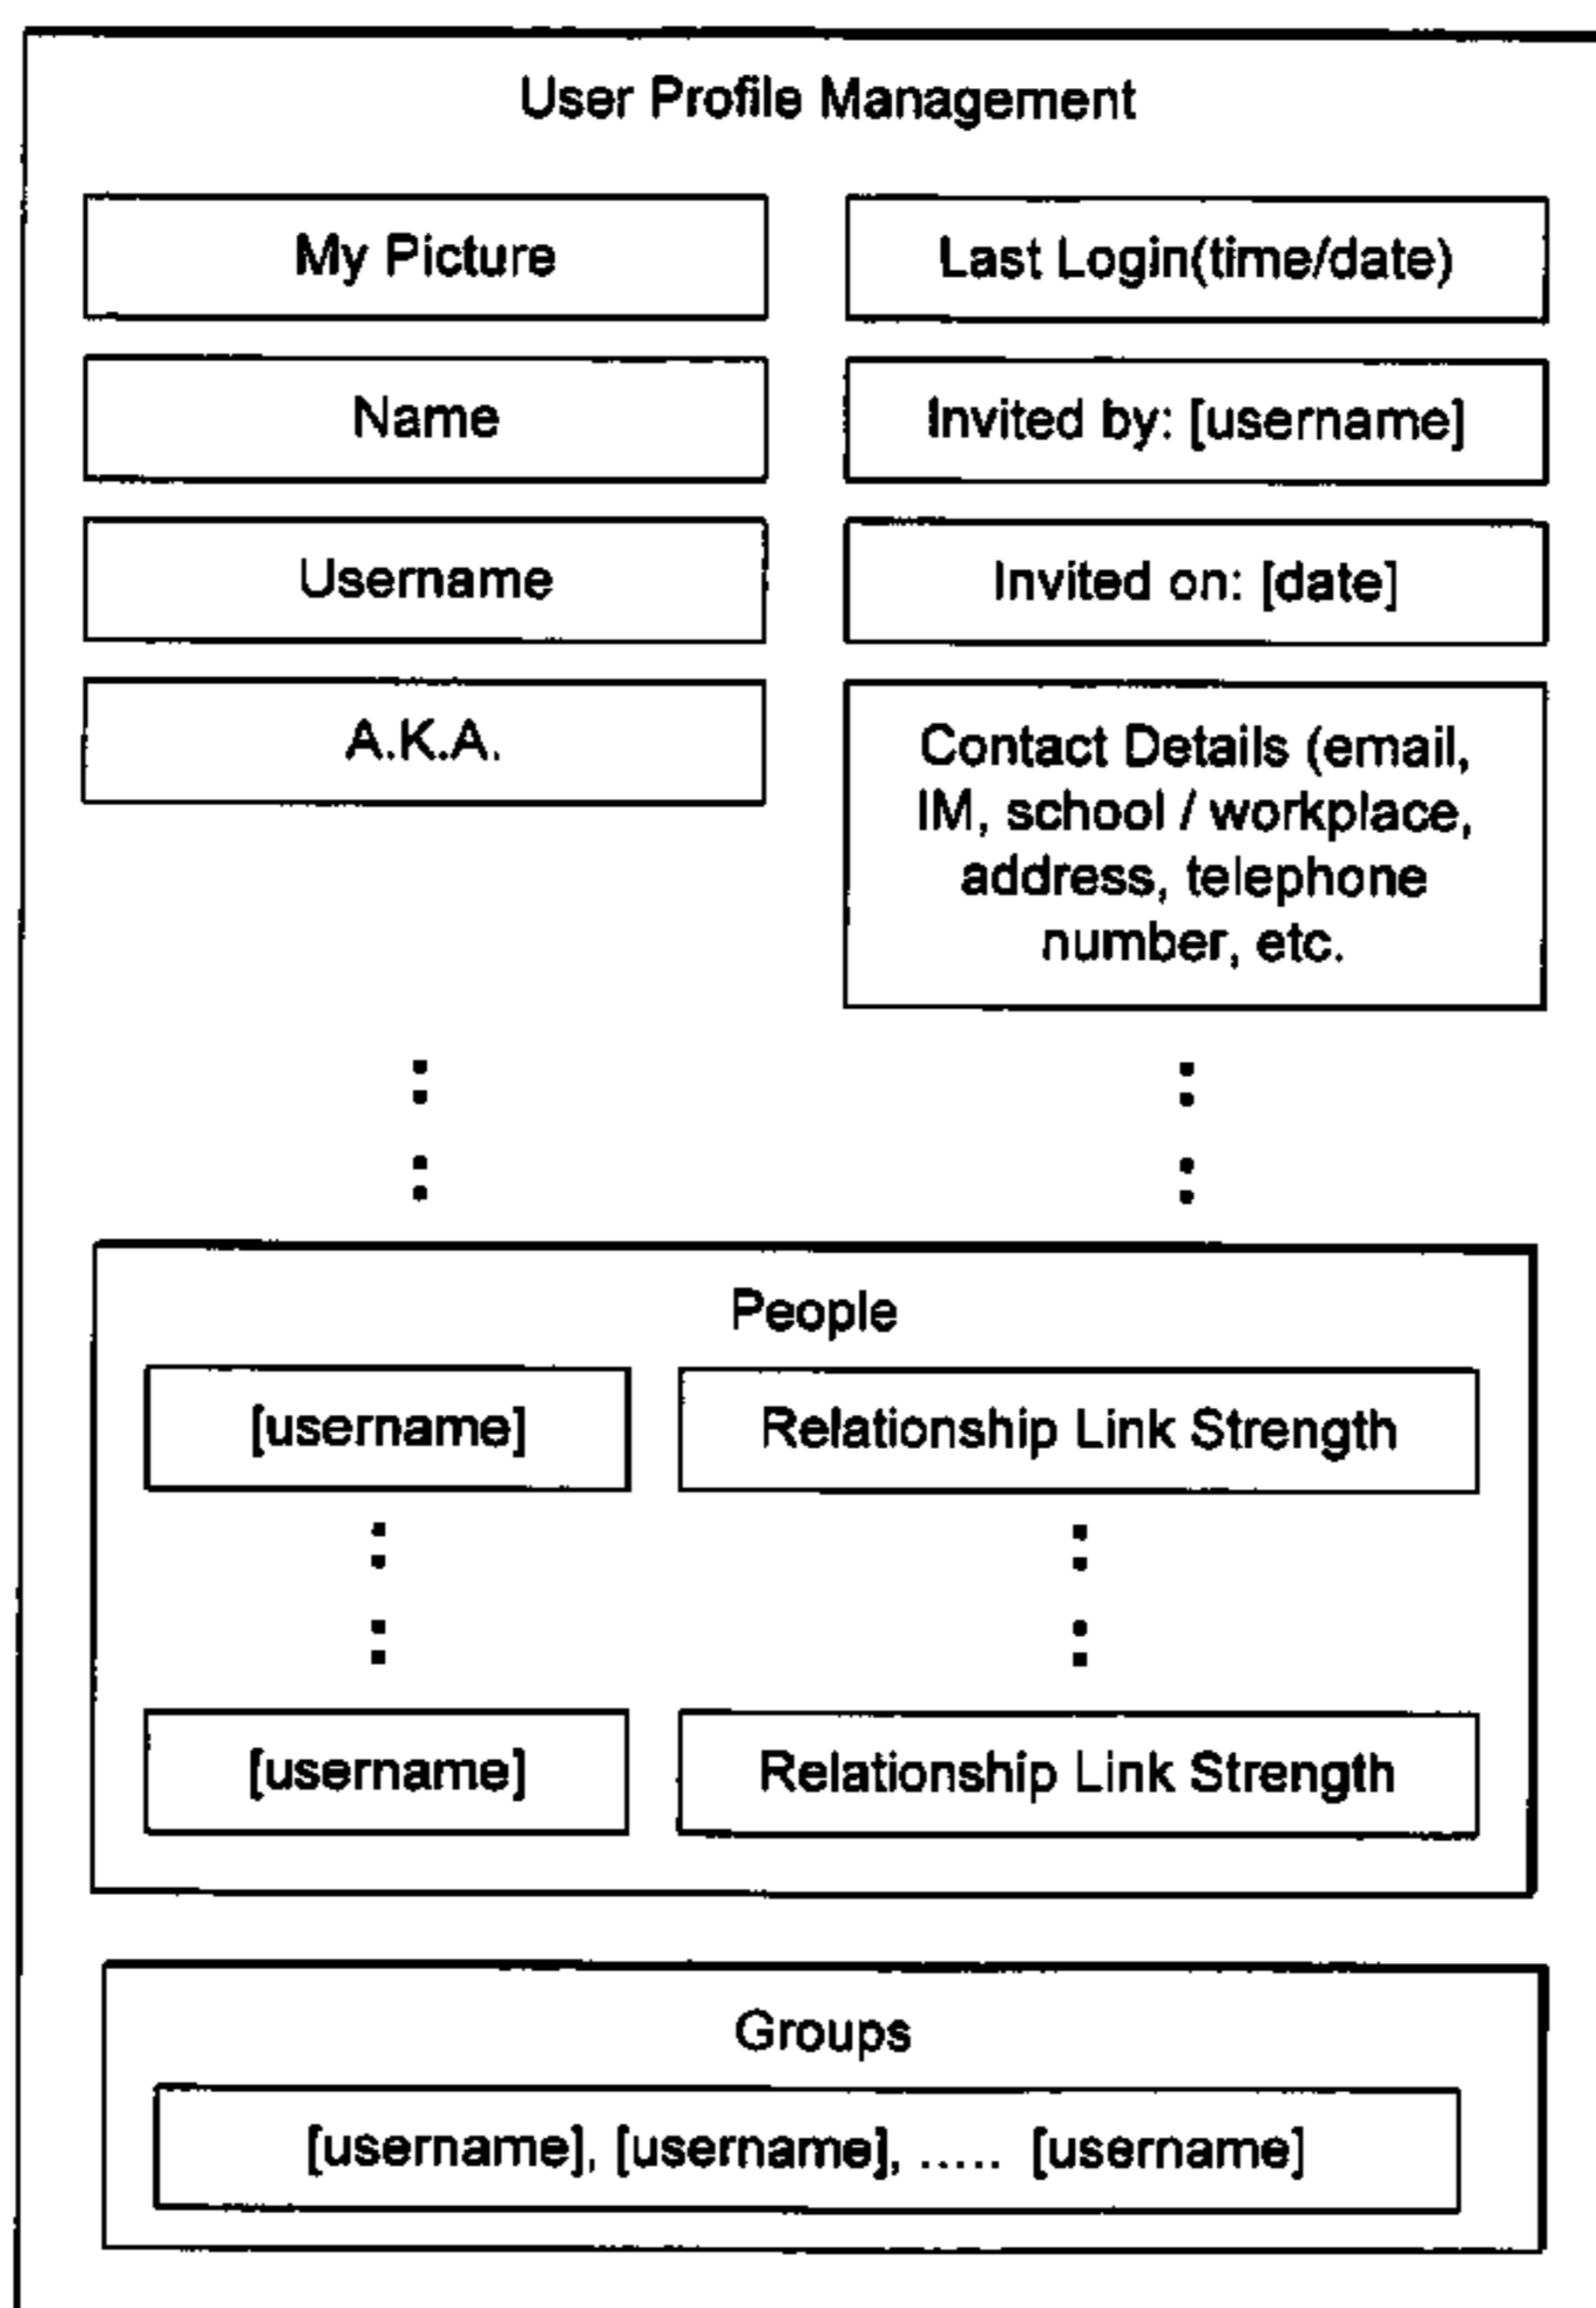 User Profile Management
My Picture
Last Login(time/date)
Name
Invited by: [username]
Username
Invited on: [date]
A.K.A.
Contact Details (email,
IM, school / workplace,
address, telephone
number, etc.
People
[username]
Relationship Link Strength
[username]
Relationship Link Strength
Groups
[username], [username], ..... [username]